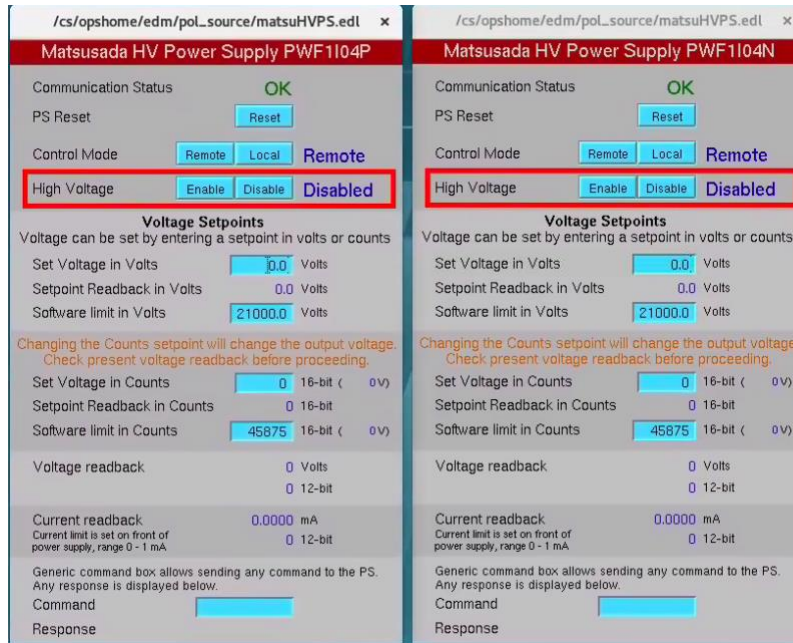 /cs/opshome/edm/pol_source/matsuHVPS.edl ×
Matsusada HV Power Supply PWF1I04P
Communication Status OK
PS Reset Reset
Control Mode Remote Local Remote
High Voltage Enable Disable Disabled
Voltage Setpoints
Voltage can be set by entering a setpoint in volts or counts
Set Voltage in Volts 0.0 Volts
Setpoint Readback in Volts 0.0 Volts
Software limit in Volts 21000.0 Volts
Changing the Counts setpoint will change the output voltage.
Check present voltage readback before proceeding.
Set Voltage in Counts 0 16-bit ( 0V)
Setpoint Readback in Counts 0 16-bit
Software limit in Counts 45875 16-bit ( 0V)
Voltage readback 0 Volts
0 12-bit
Current readback 0.0000 mA
Current limit is set on front of
power supply, range 0 - 1 mA 0 12-bit
Generic command box allows sending any command to the PS.
Any response is displayed below.
Command
Response
/cs/opshome/edm/pol_source/matsuHVPS.edl ×
Matsusada HV Power Supply PWF1I04N
Communication Status OK
PS Reset Reset
Control Mode Remote Local Remote
High Voltage Enable Disable Disabled
Voltage Setpoints
Voltage can be set by entering a setpoint in volts or counts
Set Voltage in Volts 0.0 Volts
Setpoint Readback in Volts 0.0 Volts
Software limit in Volts 21000.0 Volts
Changing the Counts setpoint will change the output voltage
Check present voltage readback before proceeding.
Set Voltage in Counts 0 16-bit ( 0V)
Setpoint Readback in Counts 0 16-bit
Software limit in Counts 45875 16-bit ( 0V)
Voltage readback 0 Volts
0 12-bit
Current readback 0.0000 mA
Current limit is set on front of
power supply, range 0 - 1 mA 0 12-bit
Generic command box allows sending any command to the PS.
Any response is displayed below.
Command
Response